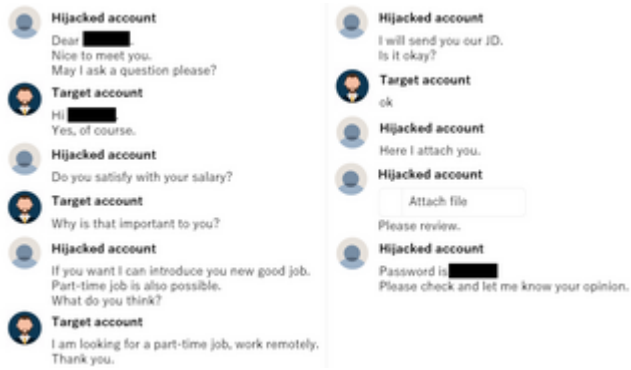 Hijacked account
Dear
Nice to meet you.
May I ask a question please?
Target account
Hi
Yes, of course.
Hijacked account
Do you satisfy with your salary?
Target account
Why is that important to you?
Hijacked account
If you want I can introduce you new good job.
Part-time job is also possible.
What do you think?
Target account
I am looking for a part-time job, work remotely.
Thank you.
Hijacked account
I will send you our JD.
Is it okay?
Target account
ok
Hijacked account
Here I attach you.
Hijacked account
Attach file
Please review.
Hijacked account
Password is
Please check and let me know your opinion.